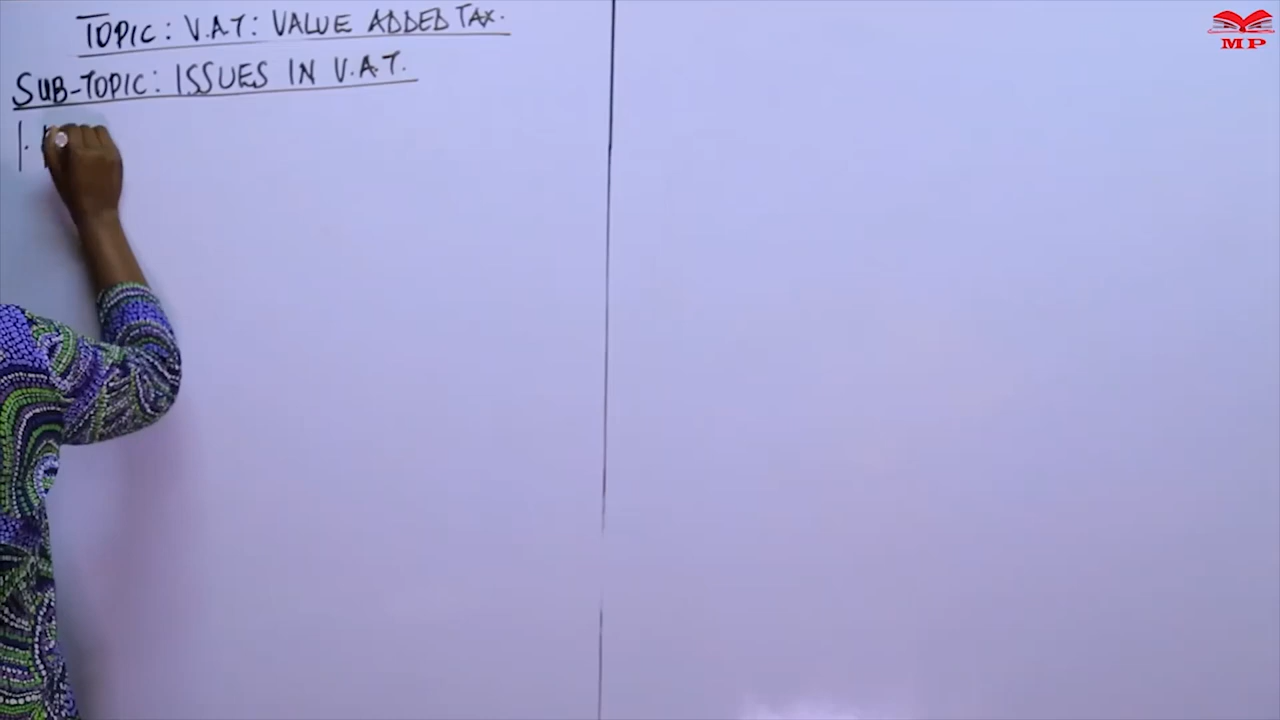 TOPIC: V.A.T: VALUE ADDED TAX.
SUB-TOPIC: ISSUES IN V.A.T.
1.
MP